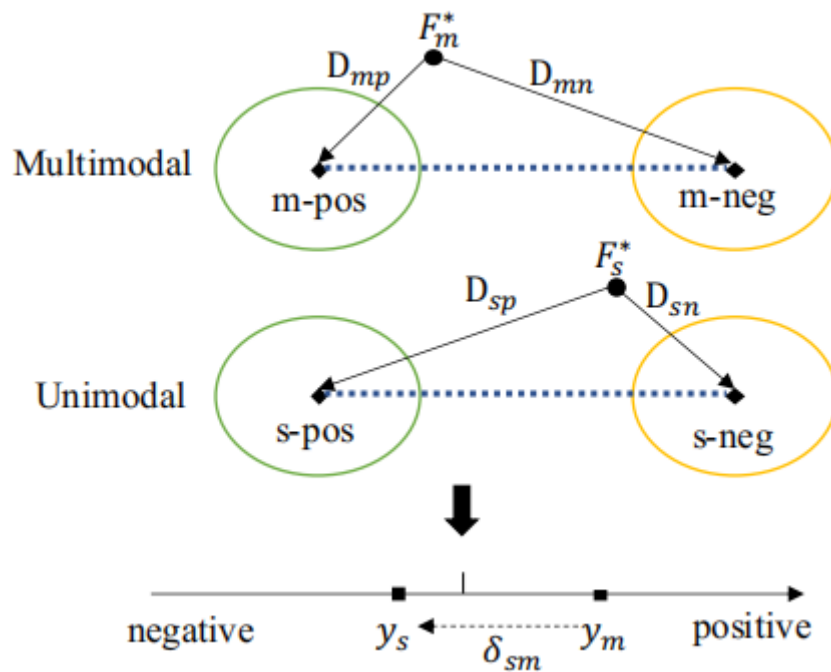 F*m
Dmp
Dmn
Multimodal
m-pos
m-neg
F*s
Dsp
Dsn
Unimodal
s-pos
s-neg
negative
ys
δsm
ym
positive